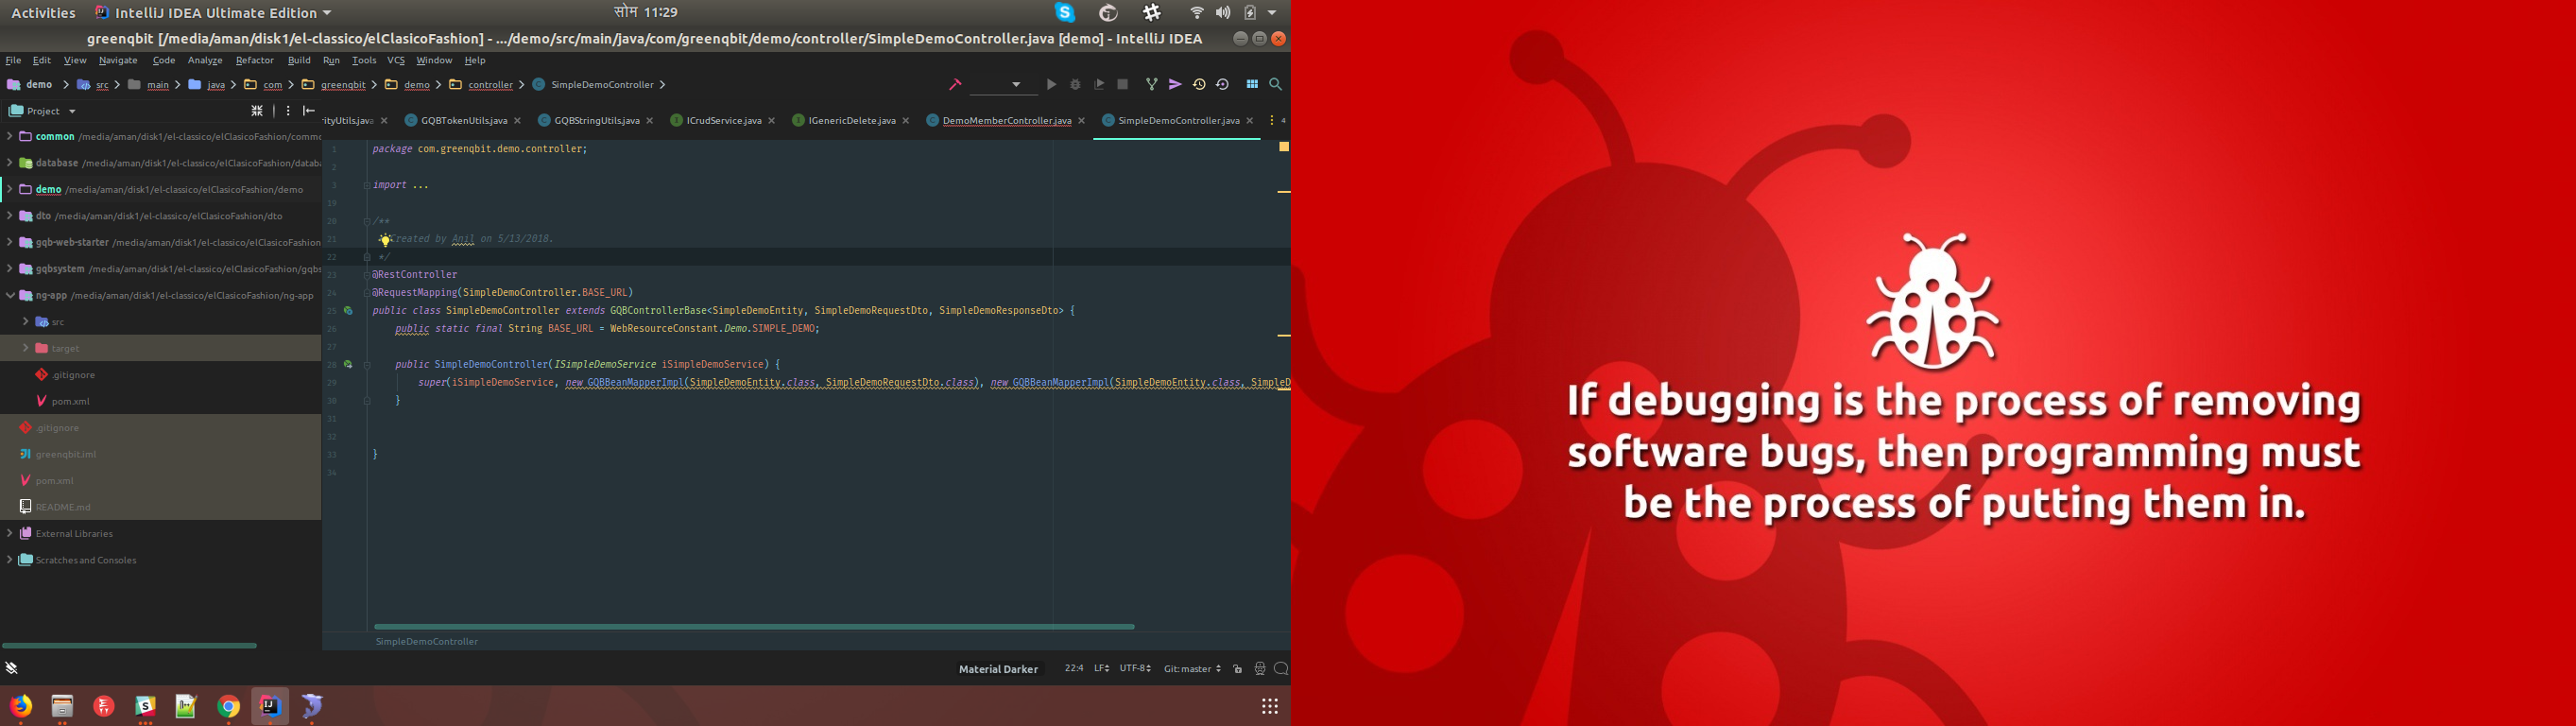 Activities IntelliJ IDEA Ultimate Edition सोम 11:29
greenqbit [/media/aman/disk1/el-classico/elClasicoFashion] - .../demo/src/main/java/com/greenqbit/demo/controller/SimpleDemoController.java [demo] - IntelliJ IDEA
File Edit View Navigate Code Analyze Refactor Build Run Tools VCS Window Help
demo src main java com greenqbit demo controller SimpleDemoController
Project
rityUtils.java GQBTokenUtils.java GQBStringUtils.java ICrudService.java IGenericDelete.java DemoMemberController.java SimpleDemoController.java 4
common /media/aman/disk1/el-classico/elClasicoFashion/commo
database /media/aman/disk1/el-classico/elClasicoFashion/databa
demo /media/aman/disk1/el-classico/elClasicoFashion/demo
dto /media/aman/disk1/el-classico/elClasicoFashion/dto
gqb-web-starter /media/aman/disk1/el-classico/elClasicoFashion
gqbsystem /media/aman/disk1/el-classico/elClasicoFashion/gqbs
ng-app /media/aman/disk1/el-classico/elClasicoFashion/ng-app
src
target
.gitignore
pom.xml
.gitignore
greenqbit.iml
pom.xml
README.md
External Libraries
Scratches and Consoles
1 package com.greenqbit.demo.controller;
2
3 import ...
19
20 /**
21 Created by Anil on 5/13/2018.
22 */
23 @RestController
24 @RequestMapping(SimpleDemoController.BASE_URL)
25 public class SimpleDemoController extends GQBControllerBase<SimpleDemoEntity, SimpleDemoRequestDto, SimpleDemoResponseDto> {
26 public static final String BASE_URL = WebResourceConstant.Demo.SIMPLE_DEMO;
27
28 public SimpleDemoController(ISimpleDemoService iSimpleDemoService) {
29 super(iSimpleDemoService, new GQBBeanMapperImpl(SimpleDemoEntity.class, SimpleDemoRequestDto.class), new GQBBeanMapperImpl(SimpleDemoEntity.class, SimpleD
30 }
31
32
33 }
34
SimpleDemoController
Material Darker 22:4 LF UTF-8 Git: master
If debugging is the process of removing
software bugs, then programming must
be the process of putting them in.